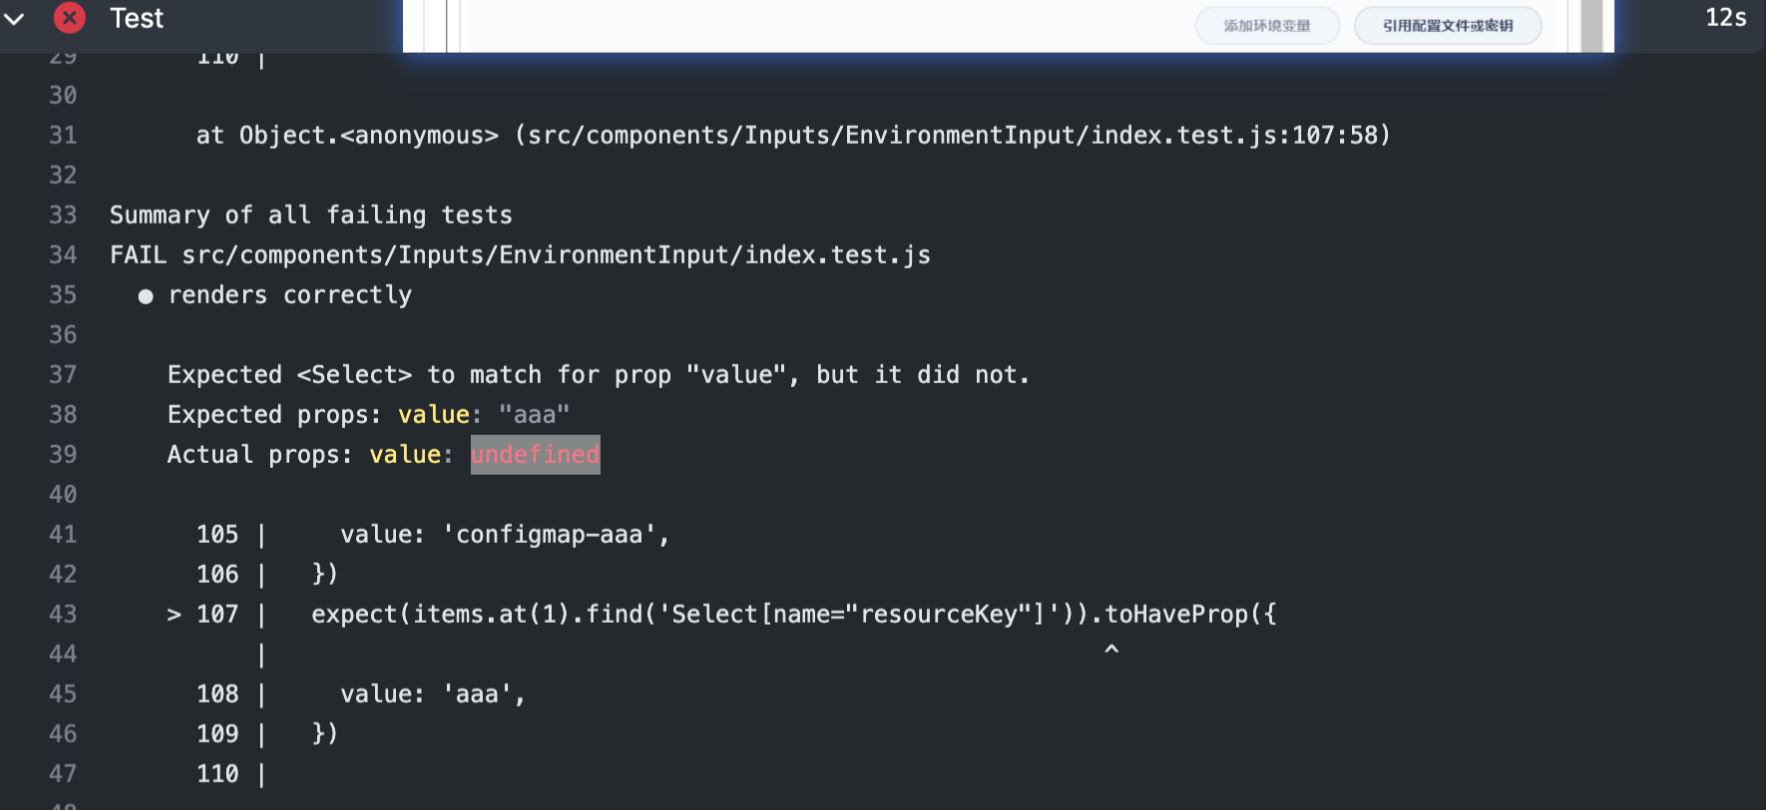 Test
添加环境变量
引用配置文件或密钥
12s
29 110 |
30
31 at Object.<anonymous> (src/components/Inputs/EnvironmentInput/index.test.js:107:58)
32
33 Summary of all failing tests
34 FAIL src/components/Inputs/EnvironmentInput/index.test.js
35 ● renders correctly
36
37 Expected <Select> to match for prop "value", but it did not.
38 Expected props: value: "aaa"
39 Actual props: value: undefined
40
41 105 | value: 'configmap-aaa',
42 106 | })
43 > 107 | expect(items.at(1).find('Select[name="resourceKey"]')).toHaveProp({
44 | ^
45 108 | value: 'aaa',
46 109 | })
47 110 |
48